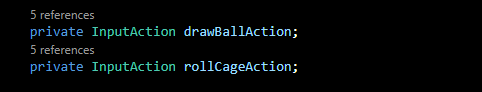 5 references
private InputAction drawBallAction;
5 references
private InputAction rollCageAction;